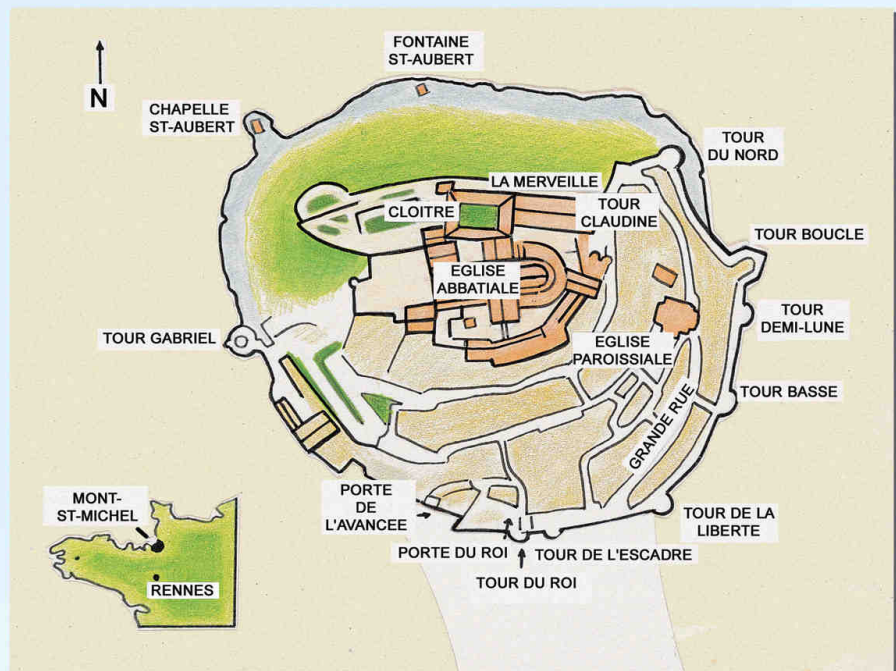 FONTAINE
ST-AUBERT
N
CHAPELLE
ST-AUBERT
TOUR
DU NORD
LA MERVEILLE
CLOITRE
TOUR
CLAUDINE
TOUR BOUCLE
EGLISE
ABBATIALE
TOUR
DEMI-LUNE
TOUR GABRIEL
EGLISE
PAROISSIALE
TOUR BASSE
GRANDE RUE
MONT-
ST-MICHEL
PORTE
DE
L'AVANCEE
TOUR DE LA
LIBERTE
PORTE DU ROI
TOUR DE L'ESCADRE
TOUR DU ROI
RENNES